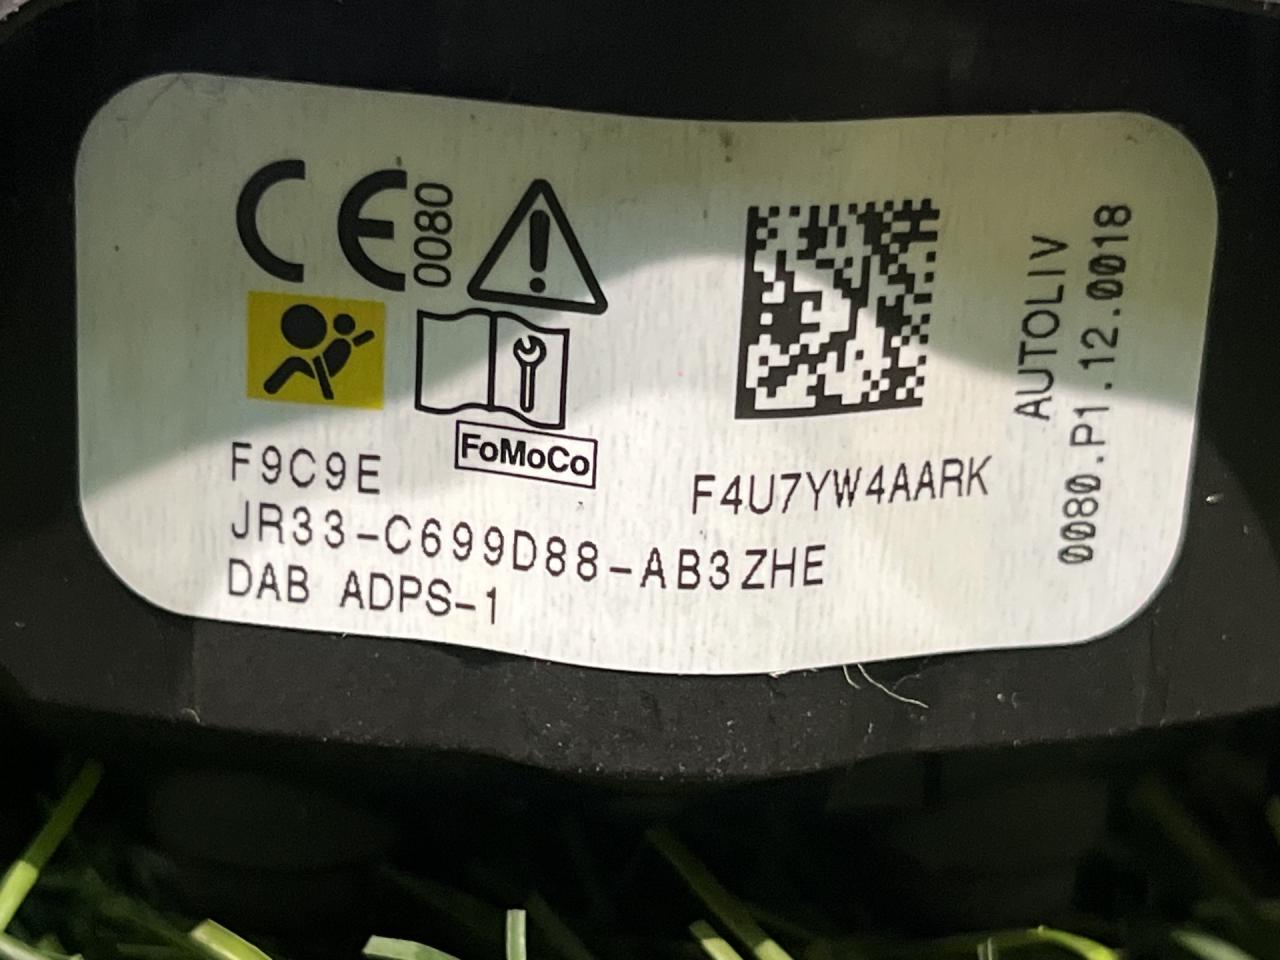 CE 0080
F9C9E
FoMoCo
JR33-C699D88-AB3ZHE
DAB ADPS-1
F4U7YW4AARK
AUTOLIV
0080.P1.12.0018